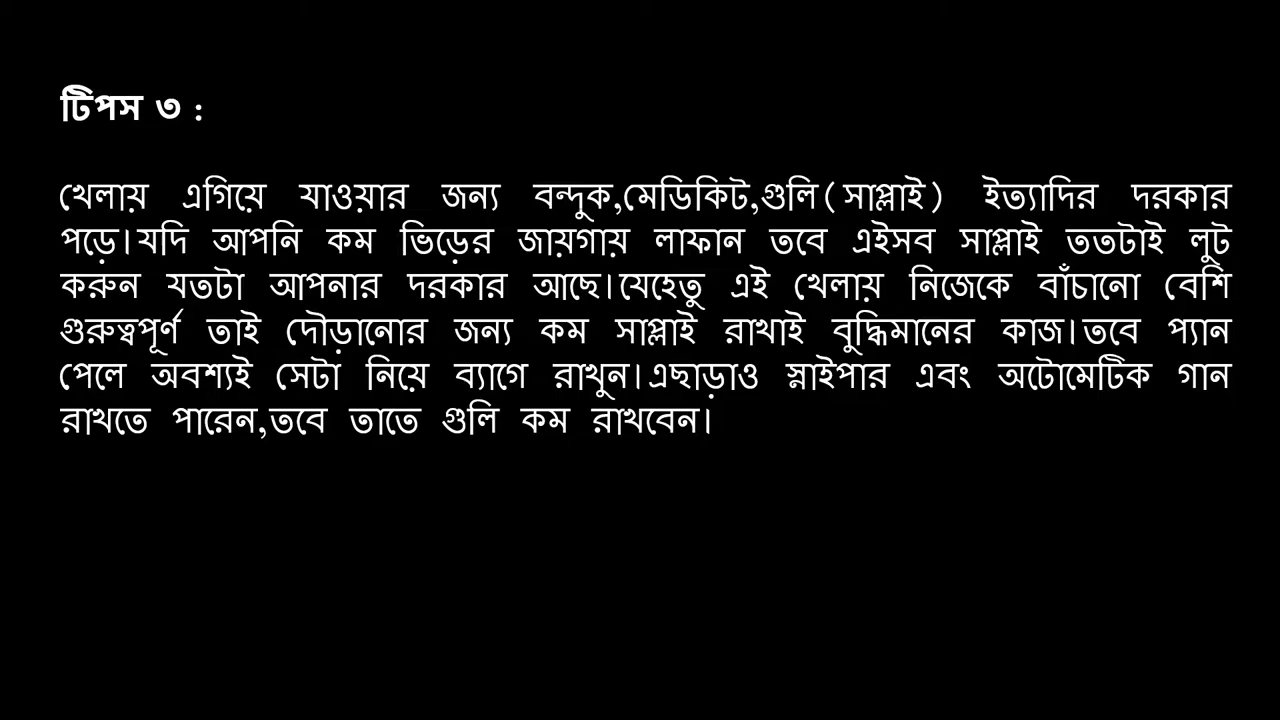 টিপস ৩ :
খেলায় এগিয়ে যাওয়ার জন্য বন্দুক,মেডিকিট,গুলি(সাপ্লাই) ইত্যাদির দরকার
পড়ে।যদি আপনি কম ভিড়ের জায়গায় লাফান তবে এইসব সাপ্লাই ততটাই লুট
করুন যতটা আপনার দরকার আছে।যেহেতু এই খেলায় নিজেকে বাঁচানো বেশি
গুরুত্বপূর্ণ তাই দৌড়ানোর জন্য কম সাপ্লাই রাখাই বুদ্ধিমানের কাজ।তবে প্যান
পেলে অবশ্যই সেটা নিয়ে ব্যাগে রাখুন।এছাড়াও স্নাইপার এবং অটোমেটিক গান
রাখতে পারেন,তবে তাতে গুলি কম রাখবেন।